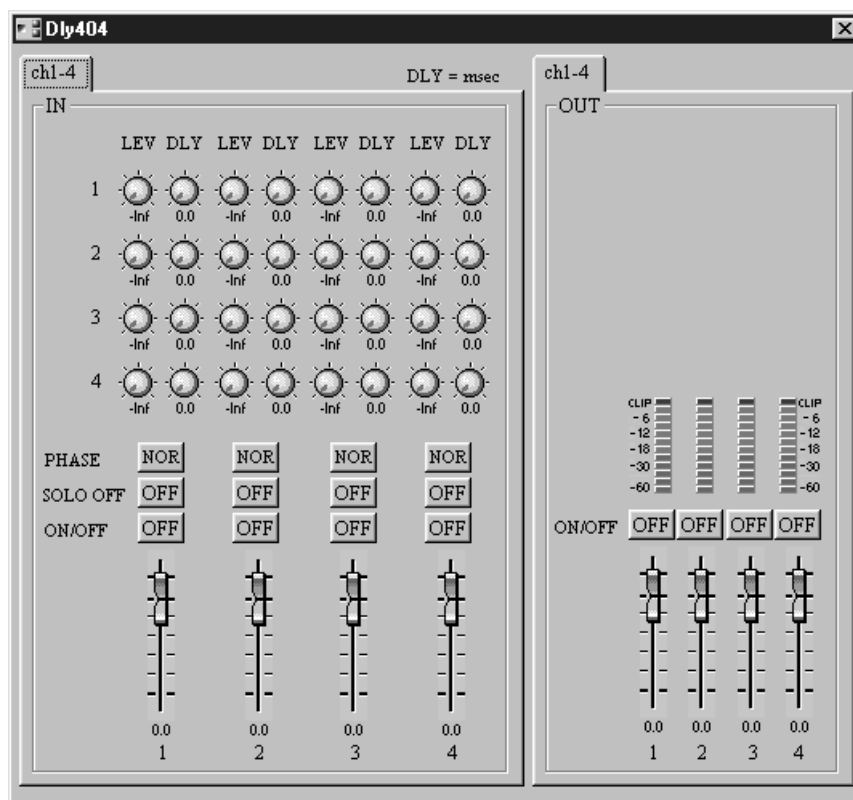 Dly404
ch1-4 DLY = msec
IN
LEV DLY LEV DLY LEV DLY LEV DLY
1
-Inf 0.0 -Inf 0.0 -Inf 0.0 -Inf 0.0
2
-Inf 0.0 -Inf 0.0 -Inf 0.0 -Inf 0.0
3
-Inf 0.0 -Inf 0.0 -Inf 0.0 -Inf 0.0
4
-Inf 0.0 -Inf 0.0 -Inf 0.0 -Inf 0.0
PHASE NOR NOR NOR NOR
SOLO OFF OFF OFF OFF OFF
ON/OFF OFF OFF OFF OFF
0.0 0.0 0.0 0.0
1 2 3 4
ch1-4
OUT
CLIP CLIP
-6 -6
-12 -12
-18 -18
-30 -30
-60 -60
ON/OFF OFF OFF OFF OFF
0.0 0.0 0.0 0.0
1 2 3 4